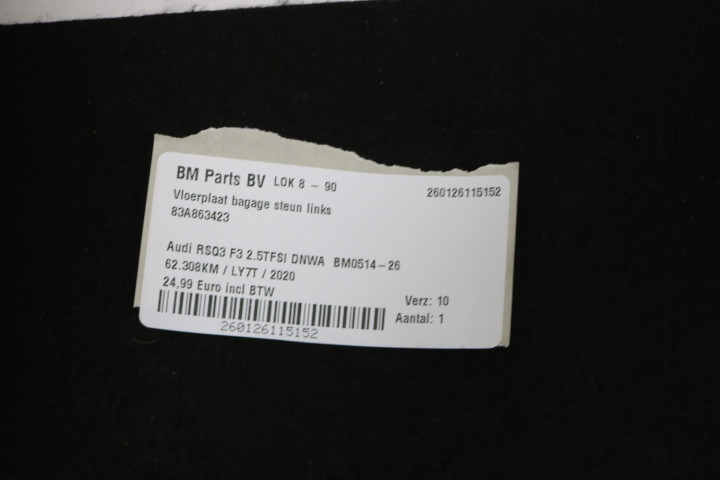 BM Parts BV LOK 8 - 90 260126115152
Vloerplaat bagage steun links
83A863423
Audi RSQ3 F3 2.5TFSI DNWA BM0514-26
62.308KM / LY7T / 2020
24,99 Euro incl BTW
Verz: 10
Aantal: 1
260126115152